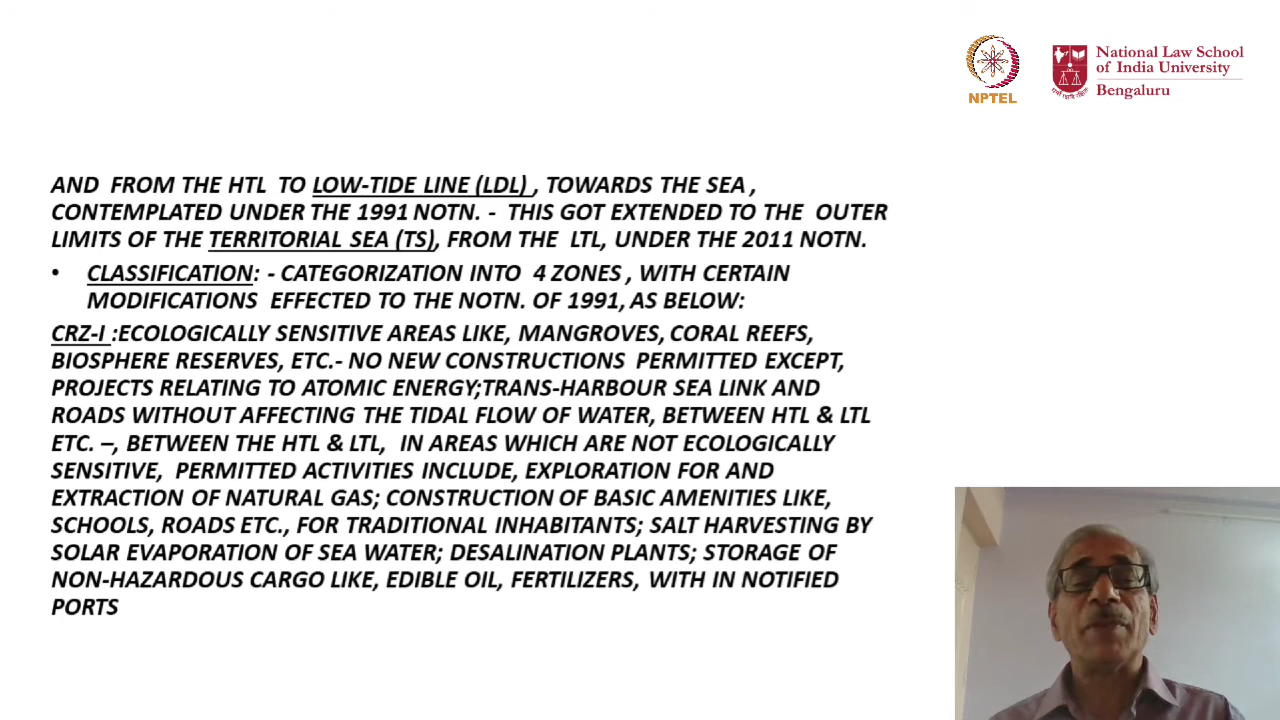 NPTEL
National Law School
of India University
Bengaluru
AND FROM THE HTL TO LOW-TIDE LINE (LDL) , TOWARDS THE SEA ,
CONTEMPLATED UNDER THE 1991 NOTN. - THIS GOT EXTENDED TO THE OUTER
LIMITS OF THE TERRITORIAL SEA (TS), FROM THE LTL, UNDER THE 2011 NOTN.
• CLASSIFICATION: - CATEGORIZATION INTO 4 ZONES , WITH CERTAIN
MODIFICATIONS EFFECTED TO THE NOTN. OF 1991, AS BELOW:
CRZ-I :ECOLOGICALLY SENSITIVE AREAS LIKE, MANGROVES, CORAL REEFS,
BIOSPHERE RESERVES, ETC.- NO NEW CONSTRUCTIONS PERMITTED EXCEPT,
PROJECTS RELATING TO ATOMIC ENERGY;TRANS-HARBOUR SEA LINK AND
ROADS WITHOUT AFFECTING THE TIDAL FLOW OF WATER, BETWEEN HTL & LTL
ETC. –, BETWEEN THE HTL & LTL, IN AREAS WHICH ARE NOT ECOLOGICALLY
SENSITIVE, PERMITTED ACTIVITIES INCLUDE, EXPLORATION FOR AND
EXTRACTION OF NATURAL GAS; CONSTRUCTION OF BASIC AMENITIES LIKE,
SCHOOLS, ROADS ETC., FOR TRADITIONAL INHABITANTS; SALT HARVESTING BY
SOLAR EVAPORATION OF SEA WATER; DESALINATION PLANTS; STORAGE OF
NON-HAZARDOUS CARGO LIKE, EDIBLE OIL, FERTILIZERS, WITH IN NOTIFIED
PORTS